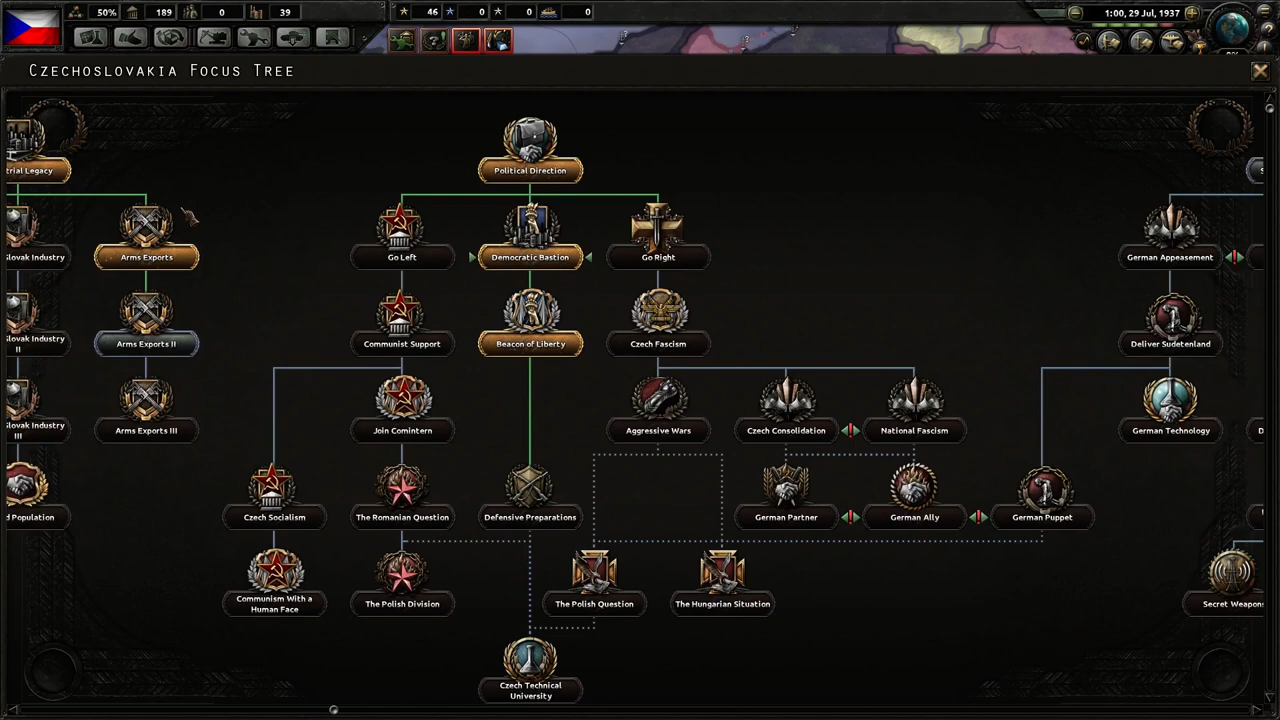 50% 189 0 39 46 0 0 0 1:00, 29 Jul, 1937
Czechoslovakia Focus Tree
Political Direction
trial Legacy
Slovak Industry
Arms Exports
Go Left
Democratic Bastion
Go Right
German Appeasement
Slovak Industry
II
Arms Exports II
Communist Support
Beacon of Liberty
Czech Fascism
Deliver Sudetenland
Slovak Industry
III
Arms Exports III
Join Comintern
Aggressive Wars
Czech Consolidation
National Fascism
German Technology
d Population
Czech Socialism
The Romanian Question
Defensive Preparations
German Partner
German Ally
German Puppet
Communism With a
Human Face
The Polish Division
The Polish Question
The Hungarian Situation
Secret Weapons
Czech Technical
University